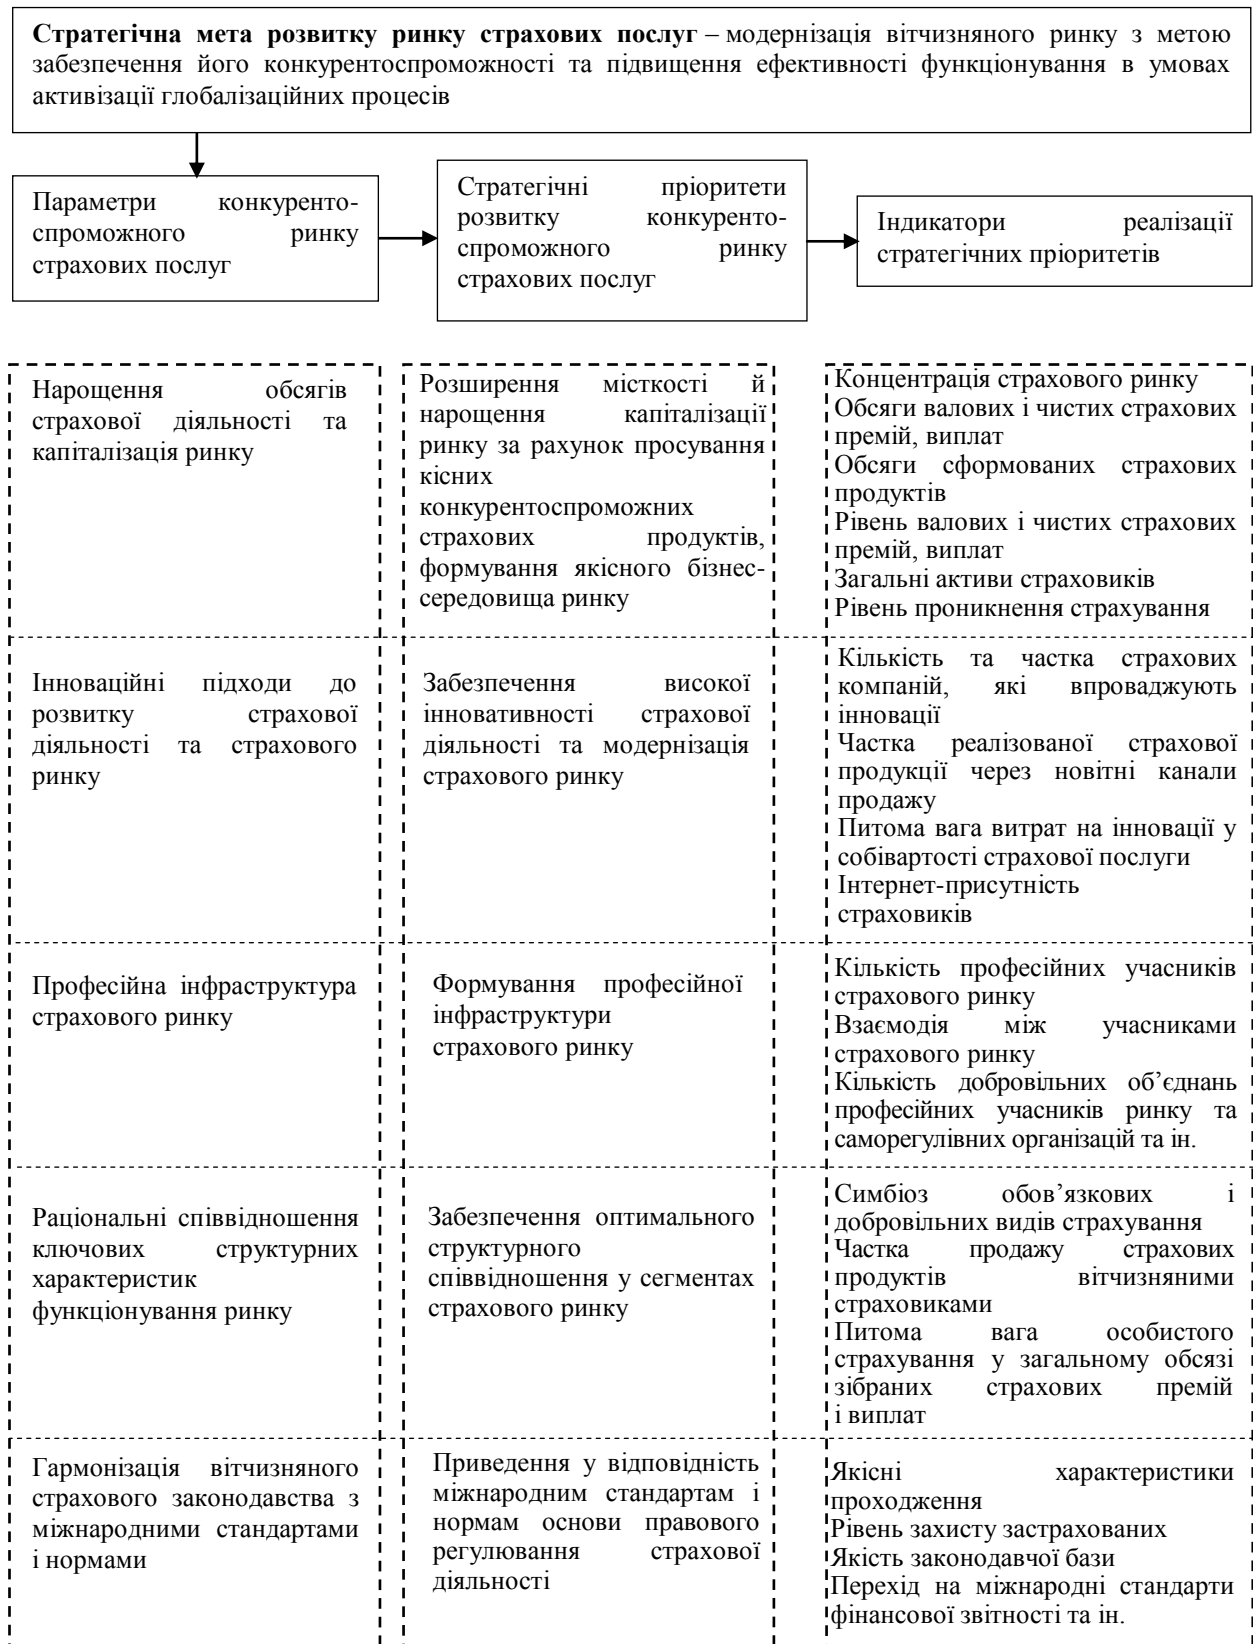 Стратегічна мета розвитку ринку страхових послуг – модернізація вітчизняного ринку з метою
забезпечення його конкурентоспроможності та підвищення ефективності функціонування в умовах
активізації глобалізаційних процесів
Параметри конкуренто-
спроможного ринку
страхових послуг
Стратегічні пріоритети
розвитку конкуренто-
спроможного ринку
страхових послуг
Індикатори реалізації
стратегічних пріоритетів
Нарощення обсягів
страхової діяльності та
капіталізація ринку
Розширення місткості й
нарощення капіталізації
ринку за рахунок просування
кісних
конкурентоспроможних
страхових продуктів,
формування якісного бізнес-
середовища ринку
Концентрація страхового ринку
Обсяги валових і чистих страхових
премій, виплат
Обсяги сформованих страхових
продуктів
Рівень валових і чистих страхових
премій, виплат
Загальні активи страховиків
Рівень проникнення страхування
Інноваційні підходи до
розвитку страхової
діяльності та страхового
ринку
Забезпечення високої
інновативності страхової
діяльності та модернізація
страхового ринку
Кількість та частка страхових
компаній, які впроваджують
інновації
Частка реалізованої страхової
продукції через новітні канали
продажу
Питома вага витрат на інновації у
собівартості страхової послуги
Інтернет-присутність
страховиків
Професійна інфраструктура
страхового ринку
Формування професійної
інфраструктури
страхового ринку
Кількість професійних учасників
страхового ринку
Взаємодія між учасниками
страхового ринку
Кількість добровільних об’єднань
професійних учасників ринку та
саморегулівних організацій та ін.
Раціональні співвідношення
ключових структурних
характеристик
функціонування ринку
Забезпечення оптимального
структурного
співвідношення у сегментах
страхового ринку
Симбіоз обов’язкових і
добровільних видів страхування
Частка продажу страхових
продуктів вітчизняними
страховиками
Питома вага особистого
страхування у загальному обсязі
зібраних страхових премій
і виплат
Гармонізація вітчизняного
страхового законодавства з
міжнародними стандартами
і нормами
Приведення у відповідність
міжнародним стандартам і
нормам основи правового
регулювання страхової
діяльності
Якісні характеристики
проходження
Рівень захисту застрахованих
Якість законодавчої бази
Перехід на міжнародні стандарти
фінансової звітності та ін.